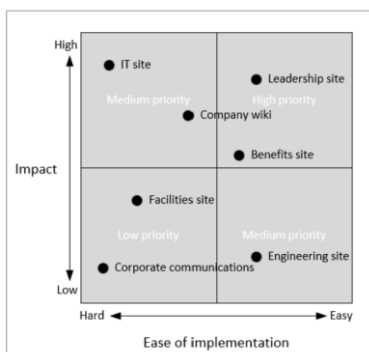 High
IT site
Leadership site
Medium priority
High priority
Company wiki
Benefits site
Impact
Facilities site
Low priority
Medium priority
Engineering site
Corporate communications
Low
Hard
Easy
Ease of implementation